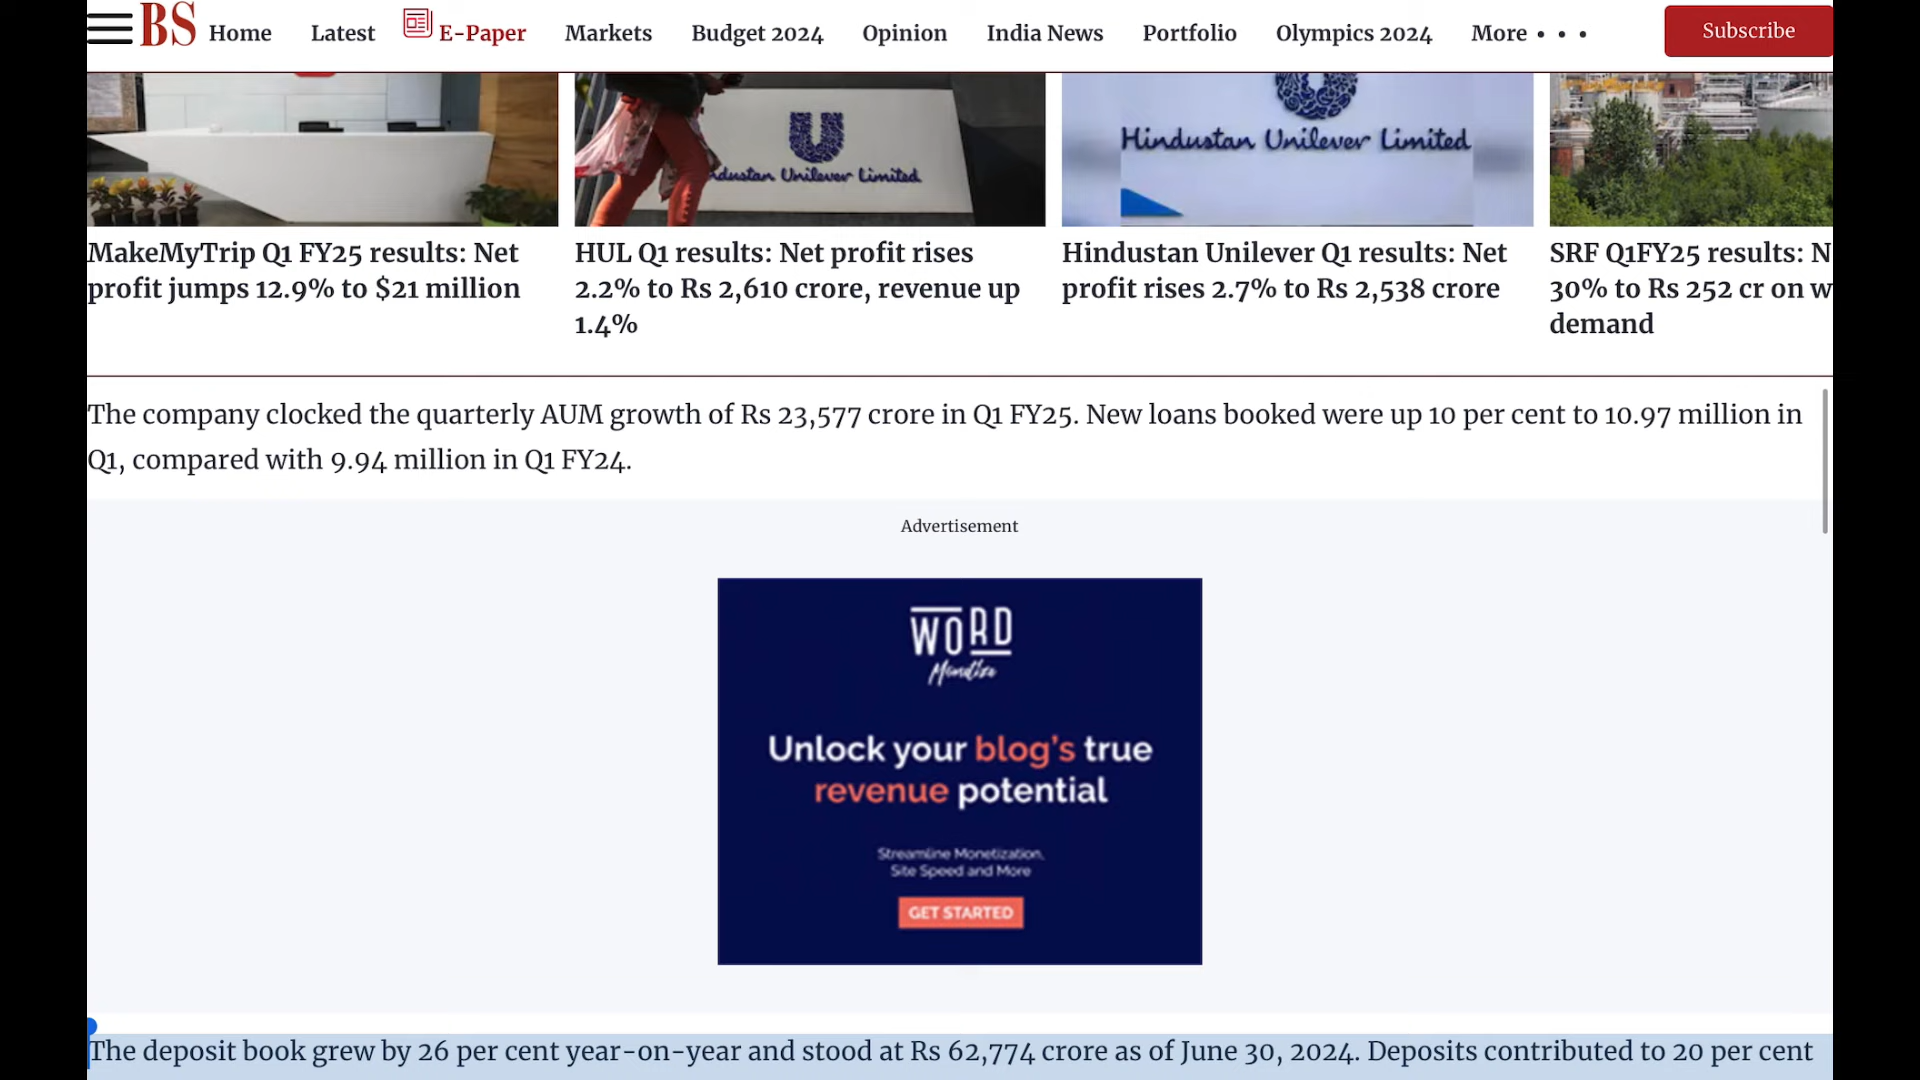 BS Home Latest E-Paper Markets Budget 2024 Opinion India News Portfolio Olympics 2024 More • • • Subscribe
Hindustan Unilever Limited
Hindustan Unilever Limited
MakeMyTrip Q1 FY25 results: Net
profit jumps 12.9% to $21 million
HUL Q1 results: Net profit rises
2.2% to Rs 2,610 crore, revenue up
1.4%
Hindustan Unilever Q1 results: Net
profit rises 2.7% to Rs 2,538 crore
SRF Q1FY25 results: N
30% to Rs 252 cr on w
demand
The company clocked the quarterly AUM growth of Rs 23,577 crore in Q1 FY25. New loans booked were up 10 per cent to 10.97 million in
Q1, compared with 9.94 million in Q1 FY24.
Advertisement
WORD
Monetize
Unlock your blog's true
revenue potential
Streamline Monetization,
Site Speed and More
GET STARTED
The deposit book grew by 26 per cent year-on-year and stood at Rs 62,774 crore as of June 30, 2024. Deposits contributed to 20 per cent